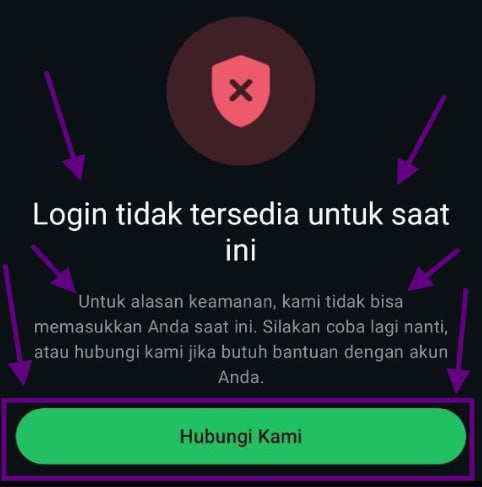 Login tidak tersedia untuk saat
ini
Untuk alasan keamanan, kami tidak bisa
memasukkan Anda saat ini. Silakan coba lagi nanti,
atau hubungi kami jika butuh bantuan dengan akun
Anda.
Hubungi Kami